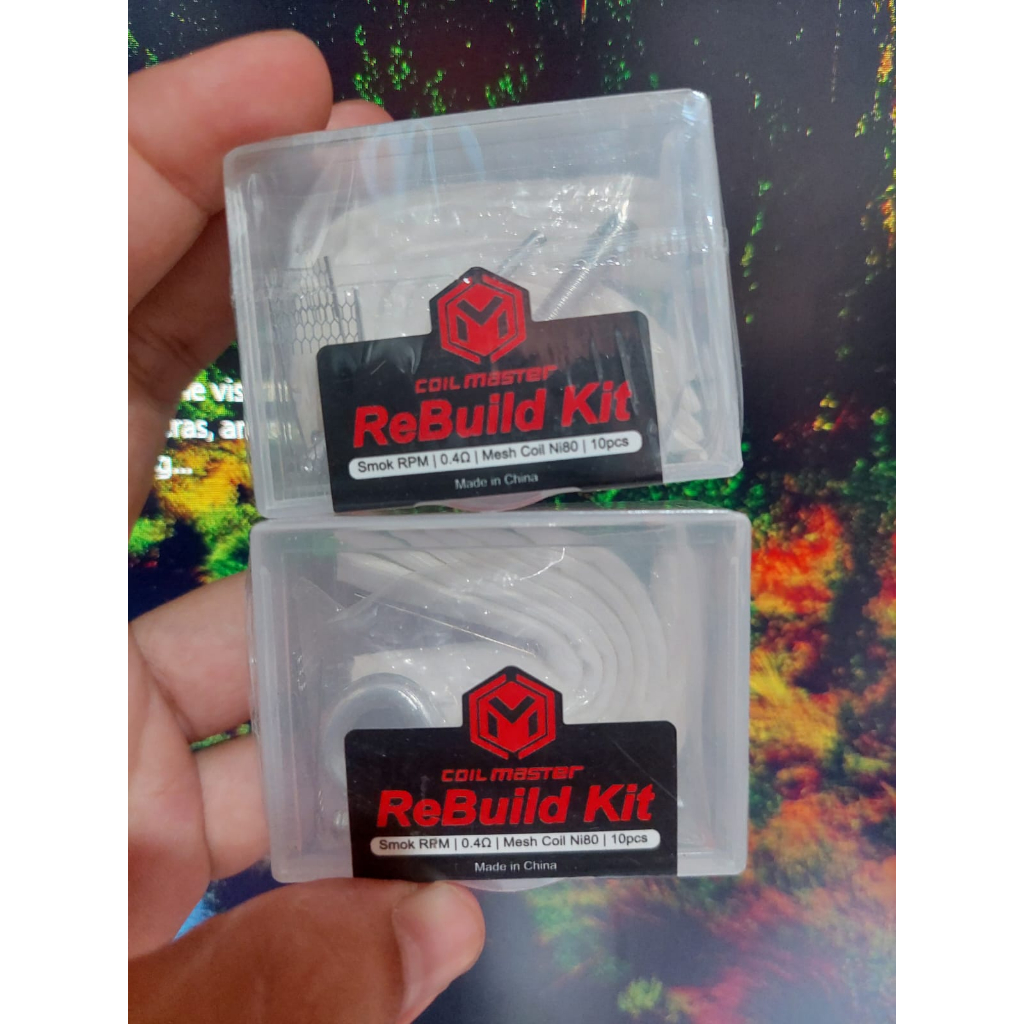 COIL MASTER
ReBuild Kit
Smok RPM | 0.4Ω | Mesh Coil Ni80 | 10pcs
Made in China
COIL MASTER
ReBuild Kit
Smok RPM | 0.4Ω | Mesh Coil Ni80 | 10pcs
Made in China